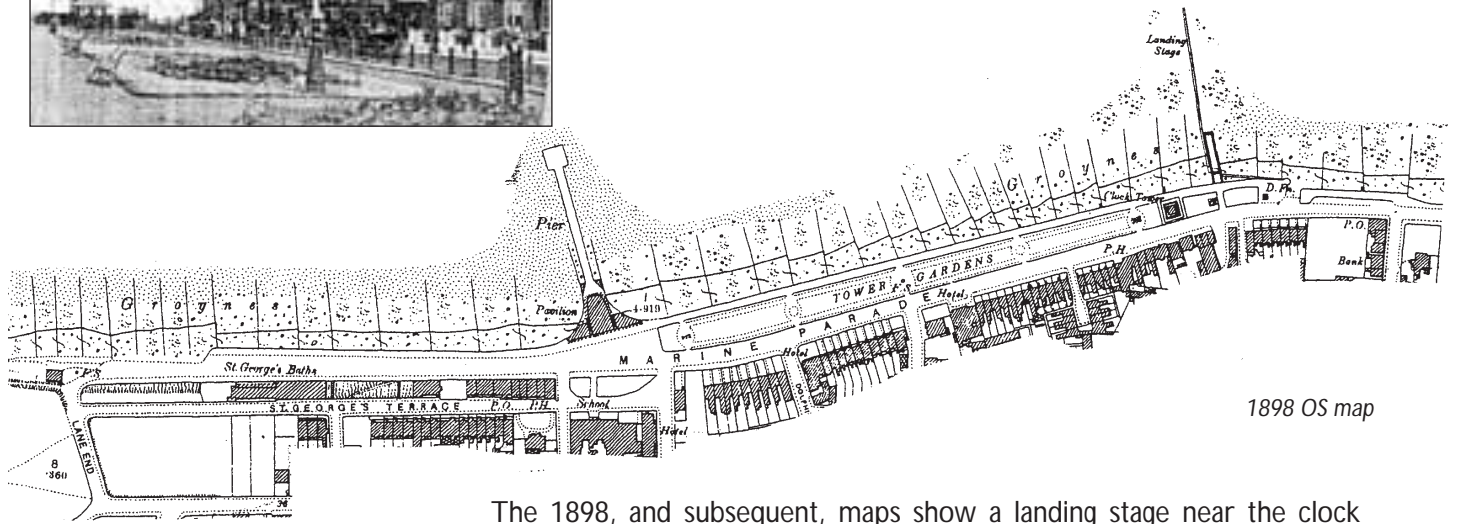 Landing
Stage
Groynes
Clock Tower
D.Fn.
Pier
P.H.
P.O.
Bank
TOWER GARDENS
Hotel
Groynes
Pavilion
4·919
MARINE PARADE
Hotel
St. George's Baths
P.S.
ST. GEORGE'S TERRACE
P.O.
P.H.
School
Hotel
LANE END
8
·360
36
1898 OS map
The 1898, and subsequent, maps show a landing stage near the clock